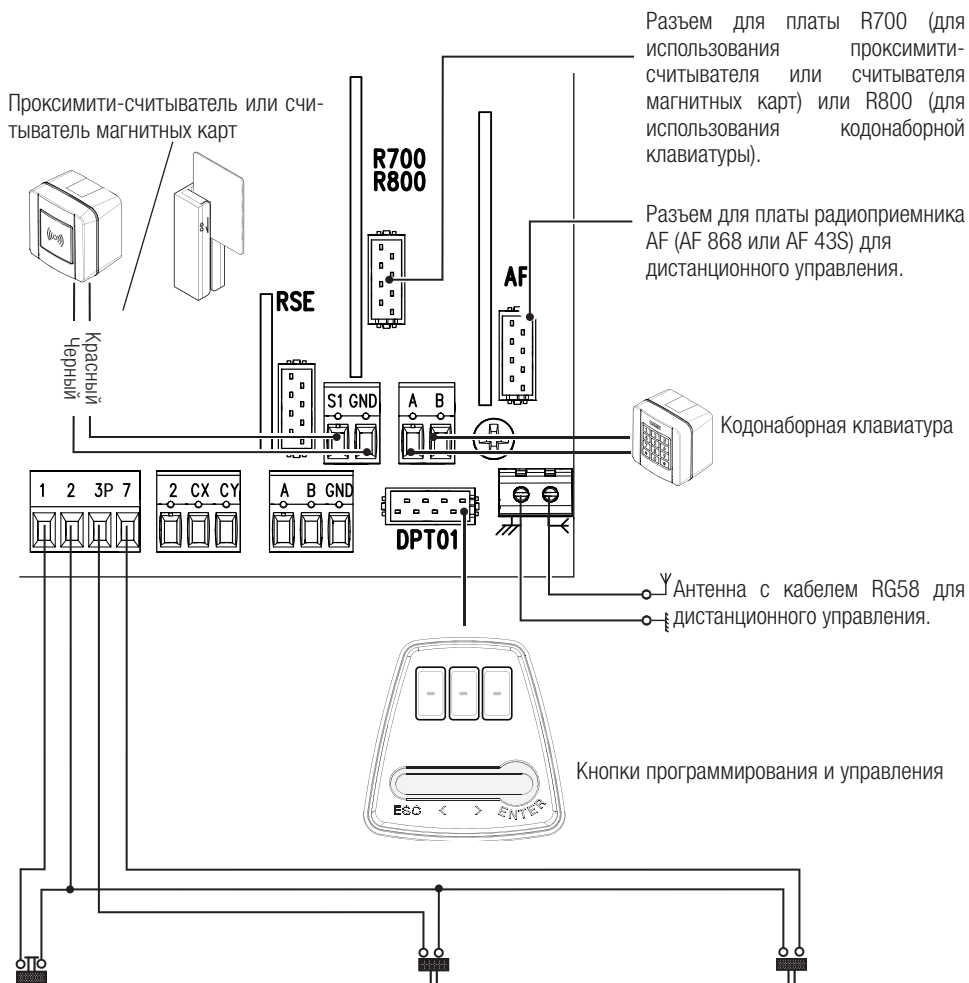 Разъем для платы R700 (для
использования проксимити-
считывателя или считывателя
магнитных карт) или R800 (для
использования кодонаборной
клавиатуры).
Проксимити-считыватель или счи-
тыватель магнитных карт
R700
R800
Разъем для платы радиоприемника
AF (AF 868 или AF 43S) для
дистанционного управления.
AF
RSE
Красный
Черный
S1 GND
A B
Кодонаборная клавиатура
1 2 3P 7
2 CX CY
A B GND
DPT01
Антенна с кабелем RG58 для
дистанционного управления.
Кнопки программирования и управления
ESC < > ENTER